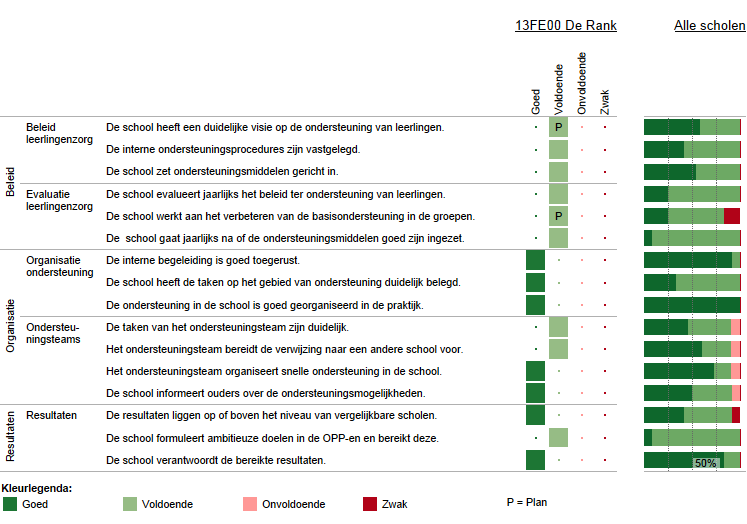 13FE00 De Rank Alle scholen
Goed Voldoende Onvoldoende Zwak
Beleid
Beleid leerlingenzorg
De school heeft een duidelijke visie op de ondersteuning van leerlingen. P
De interne ondersteuningsprocedures zijn vastgelegd.
De school zet ondersteuningsmiddelen gericht in.
Evaluatie leerlingenzorg
De school evalueert jaarlijks het beleid ter ondersteuning van leerlingen.
De school werkt aan het verbeteren van de basisondersteuning in de groepen. P
De school gaat jaarlijks na of de ondersteuningsmiddelen goed zijn ingezet.
Organisatie
Organisatie ondersteuning
De interne begeleiding is goed toegerust.
De school heeft de taken op het gebied van ondersteuning duidelijk belegd.
De ondersteuning in de school is goed georganiseerd in de praktijk.
Ondersteu-
ningsteams
De taken van het ondersteuningsteam zijn duidelijk.
Het ondersteuningsteam bereidt de verwijzing naar een andere school voor.
Het ondersteuningsteam organiseert snelle ondersteuning in de school.
De school informeert ouders over de ondersteuningsmogelijkheden.
Resultaten
Resultaten
De resultaten liggen op of boven het niveau van vergelijkbare scholen.
De school formuleert ambitieuze doelen in de OPP-en en bereikt deze.
De school verantwoordt de bereikte resultaten.
50%
Kleurlegenda:
Goed Voldoende Onvoldoende Zwak P = Plan